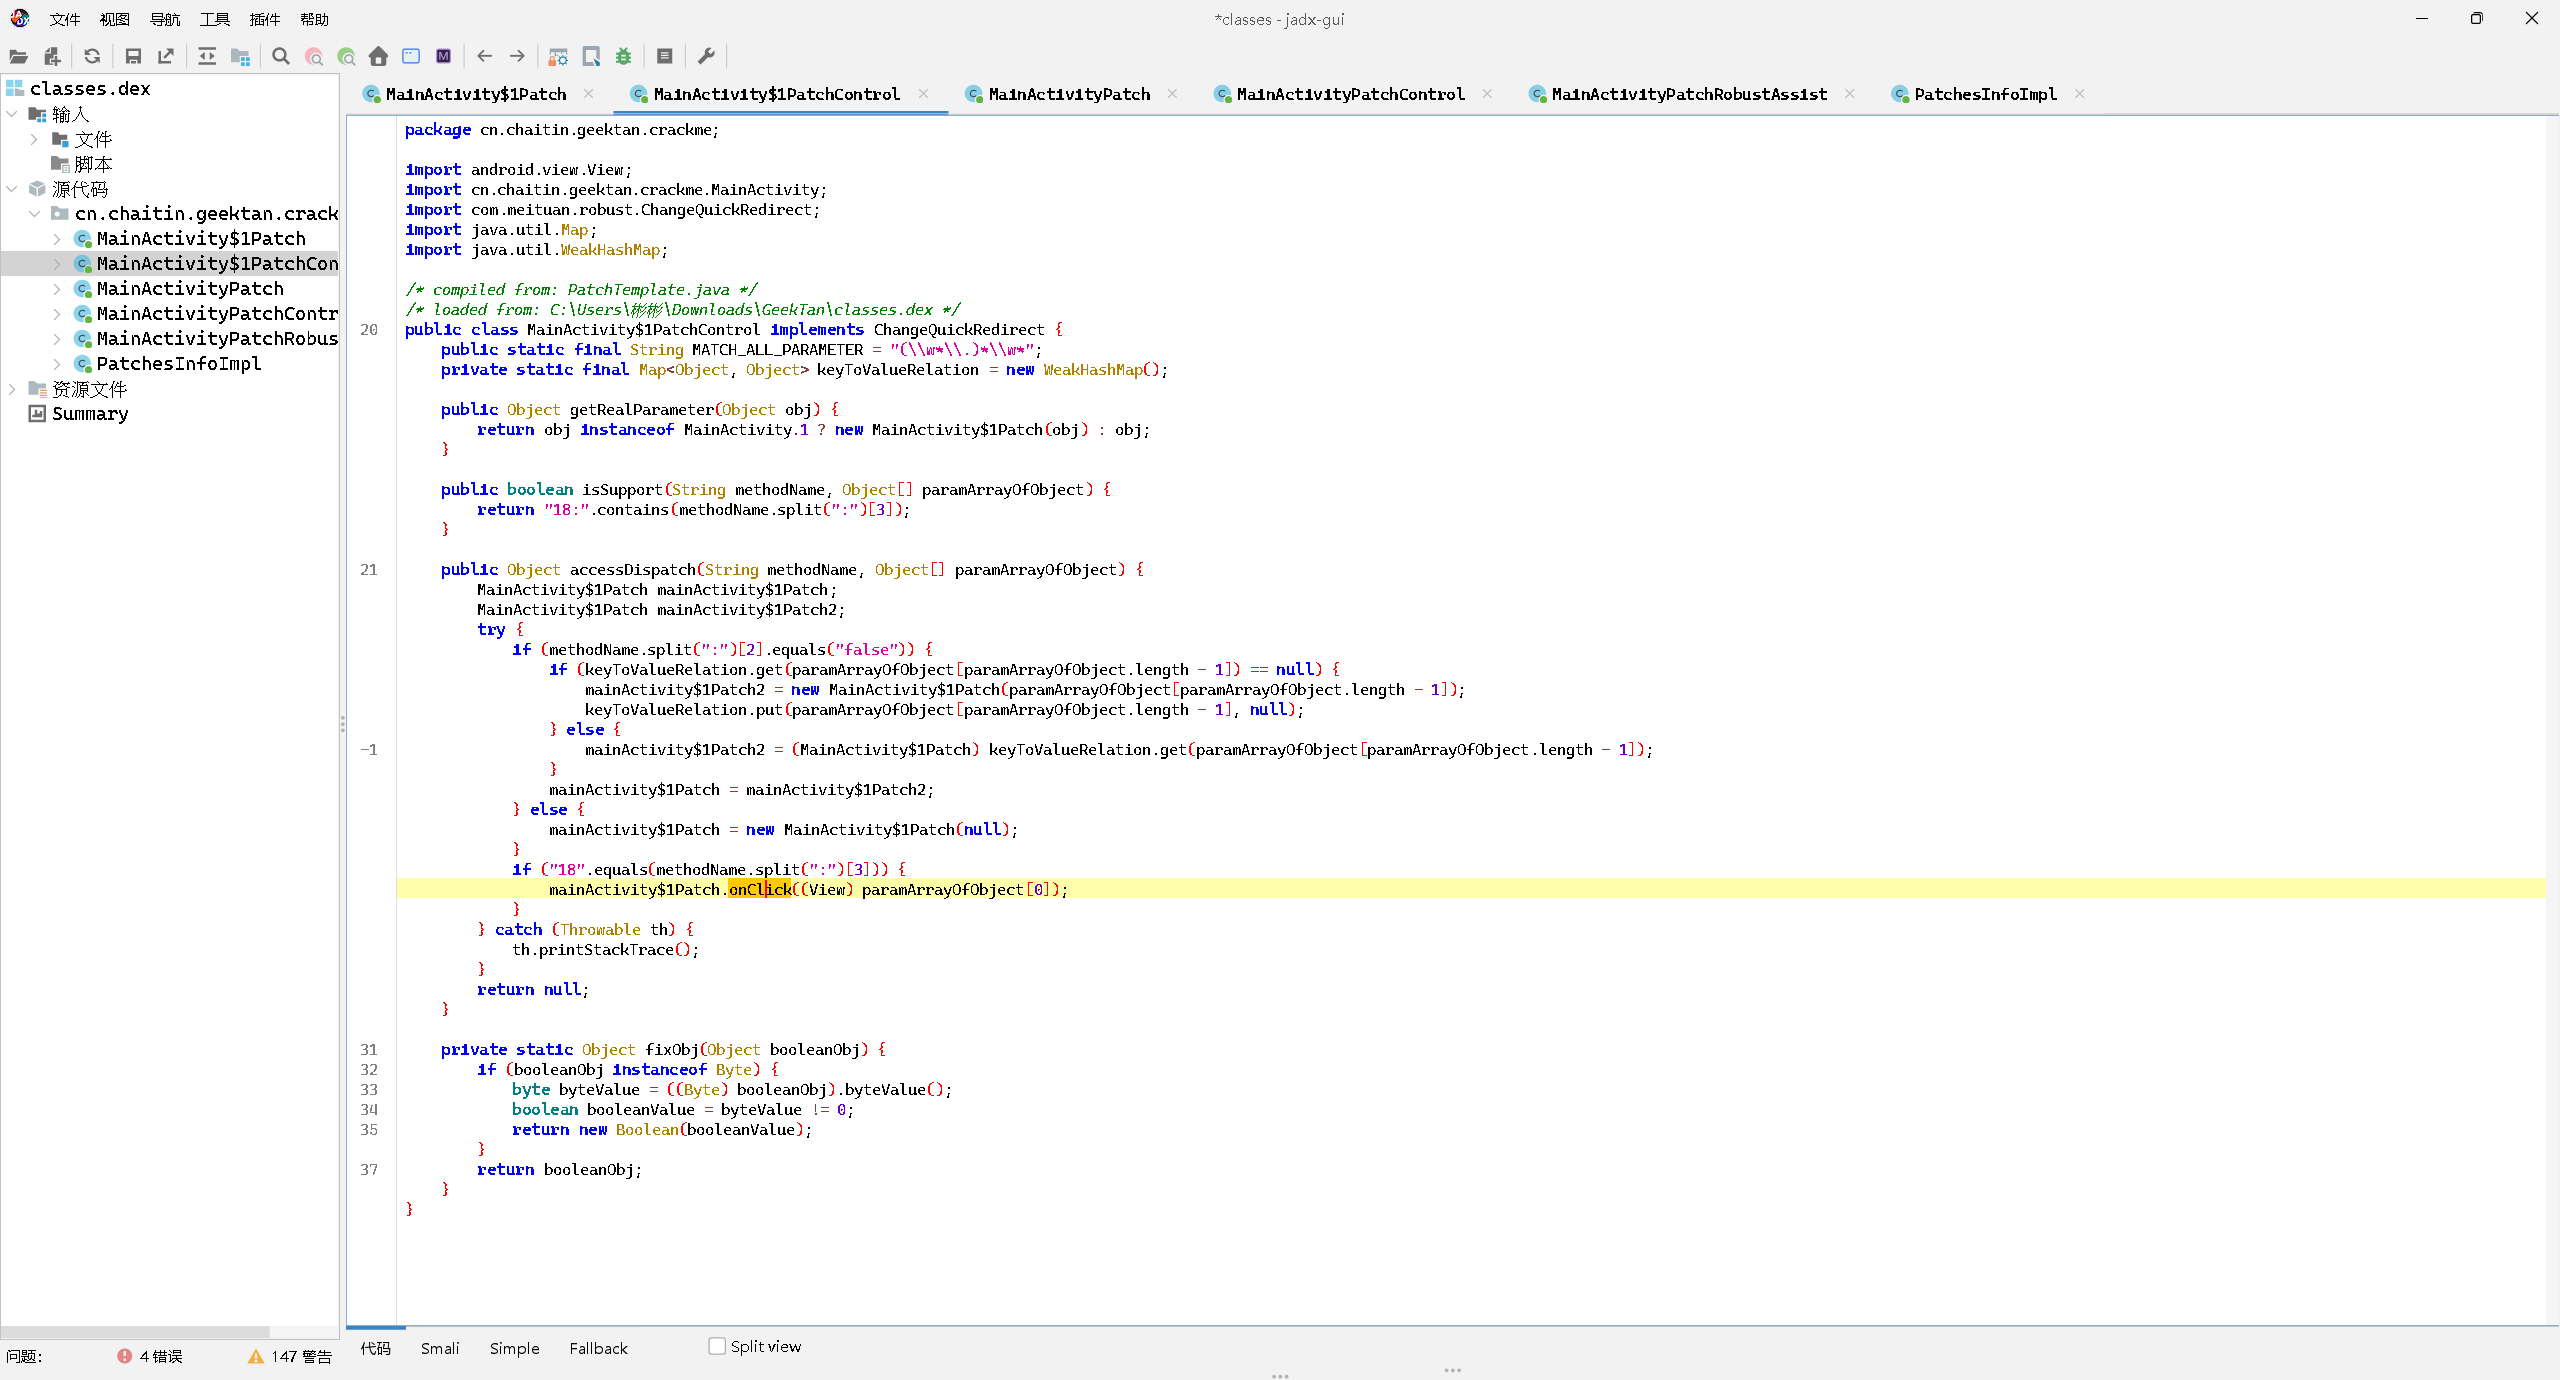 文件 视图 导航 工具 插件 帮助
*classes - jadx-gui
classes.dex
输入
文件
脚本
源代码
cn.chaitin.geektan.crack
MainActivity$1Patch
MainActivity$1PatchCon
MainActivityPatch
MainActivityPatchContr
MainActivityPatchRobus
PatchesInfoImpl
资源文件
Summary
MainActivity$1Patch MainActivity$1PatchControl MainActivityPatch MainActivityPatchControl MainActivityPatchRobustAssist PatchesInfoImpl
package cn.chaitin.geektan.crackme;
import android.view.View;
import cn.chaitin.geektan.crackme.MainActivity;
import com.meituan.robust.ChangeQuickRedirect;
import java.util.Map;
import java.util.WeakHashMap;
/* compiled from: PatchTemplate.java */
/* loaded from: C:\Users\彬彬\Downloads\GeekTan\classes.dex */
20 public class MainActivity$1PatchControl implements ChangeQuickRedirect {
public static final String MATCH_ALL_PARAMETER = "(\\w*\\.)*\\w*";
private static final Map<Object, Object> keyToValueRelation = new WeakHashMap();
public Object getRealParameter(Object obj) {
return obj instanceof MainActivity.1 ? new MainActivity$1Patch(obj) : obj;
}
public boolean isSupport(String methodName, Object[] paramArrayOfObject) {
return "18:".contains(methodName.split(":")[3]);
}
21 public Object accessDispatch(String methodName, Object[] paramArrayOfObject) {
MainActivity$1Patch mainActivity$1Patch;
MainActivity$1Patch mainActivity$1Patch2;
try {
if (methodName.split(":")[2].equals("false")) {
if (keyToValueRelation.get(paramArrayOfObject[paramArrayOfObject.length - 1]) == null) {
mainActivity$1Patch2 = new MainActivity$1Patch(paramArrayOfObject[paramArrayOfObject.length - 1]);
keyToValueRelation.put(paramArrayOfObject[paramArrayOfObject.length - 1], null);
} else {
-1 mainActivity$1Patch2 = (MainActivity$1Patch) keyToValueRelation.get(paramArrayOfObject[paramArrayOfObject.length - 1]);
}
mainActivity$1Patch = mainActivity$1Patch2;
} else {
mainActivity$1Patch = new MainActivity$1Patch(null);
}
if ("18".equals(methodName.split(":")[3])) {
mainActivity$1Patch.onClick((View) paramArrayOfObject[0]);
}
} catch (Throwable th) {
th.printStackTrace();
}
return null;
}
31 private static Object fixObj(Object booleanObj) {
32 if (booleanObj instanceof Byte) {
33 byte byteValue = ((Byte) booleanObj).byteValue();
34 boolean booleanValue = byteValue != 0;
35 return new Boolean(booleanValue);
}
37 return booleanObj;
}
}
问题: 4 错误 147 警告
代码 Smali Simple Fallback Split view